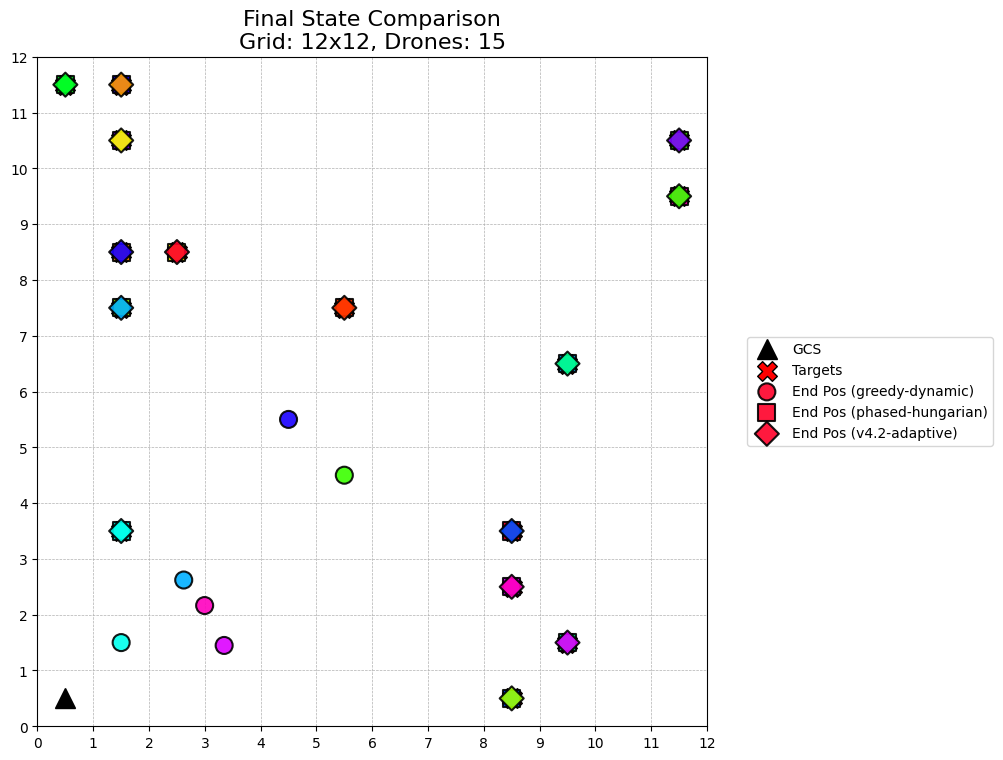 Final State Comparison
Grid: 12x12, Drones: 15
12
11
10
9
8
7
6
5
4
3
2
1
0
0 1 2 3 4 5 6 7 8 9 10 11 12
GCS
Targets
End Pos (greedy-dynamic)
End Pos (phased-hungarian)
End Pos (v4.2-adaptive)